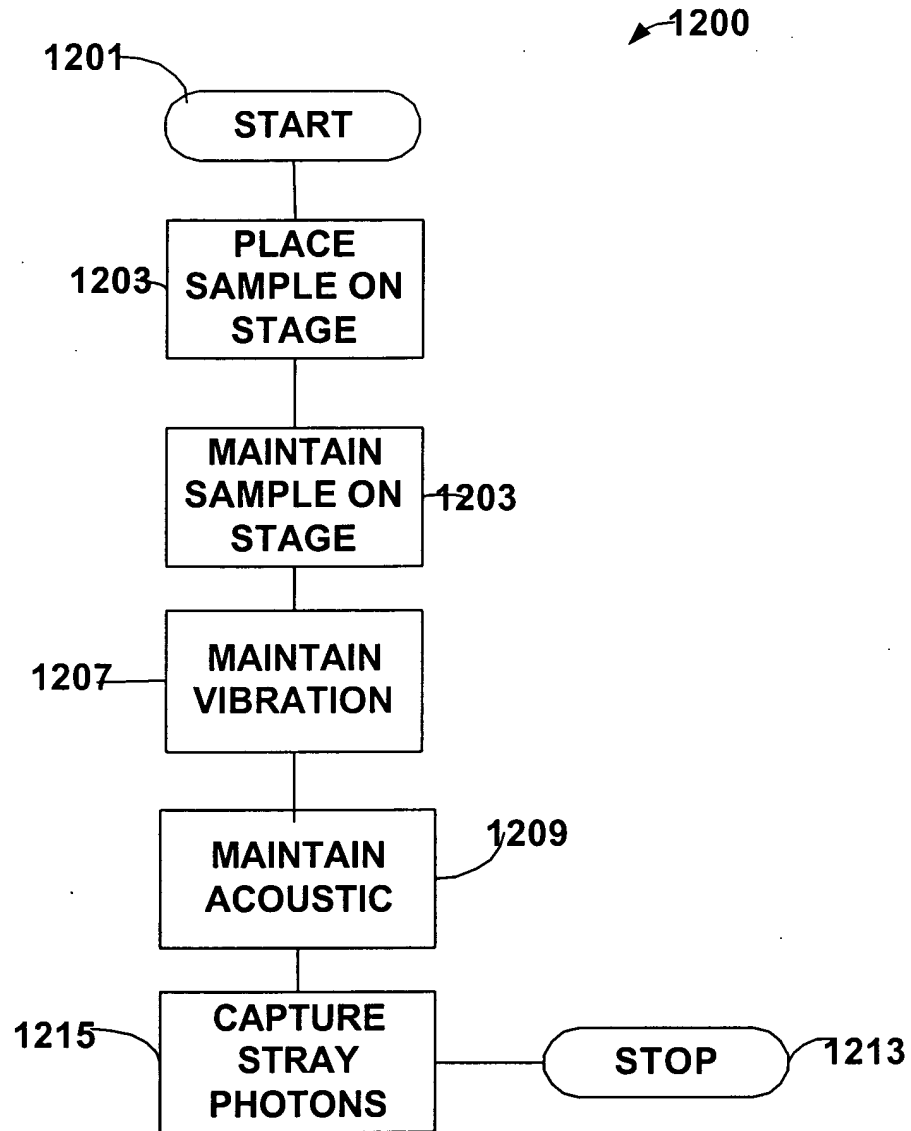 1200
1201
START
PLACE
SAMPLE ON
STAGE
1203
MAINTAIN
SAMPLE ON
STAGE
1203
MAINTAIN
VIBRATION
1207
MAINTAIN
ACOUSTIC
1209
CAPTURE
STRAY
PHOTONS
1215
STOP
1213